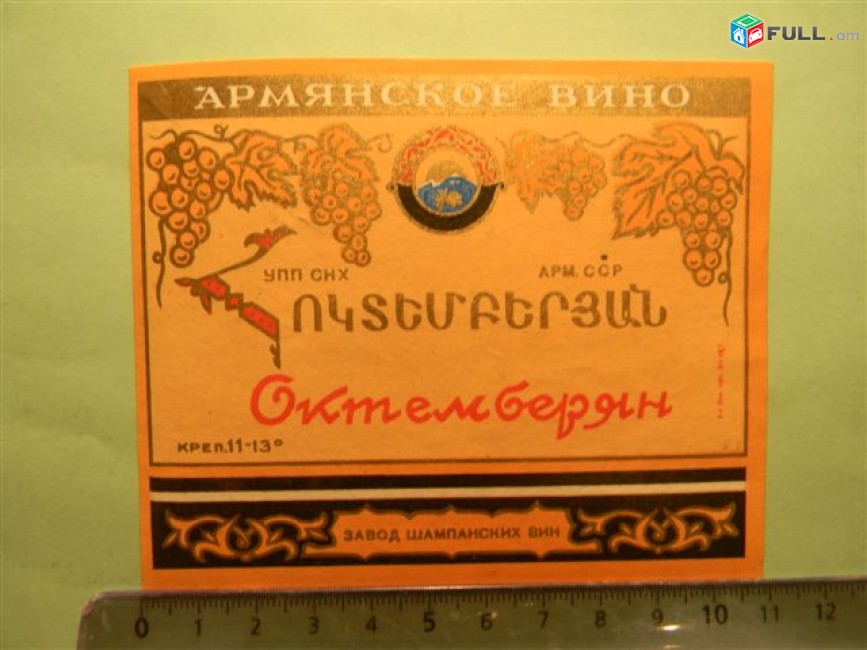 FULL.am
АРМЯНСКОЕ ВИНО
УПП СНХ АРМ. ССР
ՈԿՏԵՄԲԵՐՅԱՆ
Октемберян
КРЕП. 11-13°
ЗАВОД ШАМПАНСКИХ ВИН
0 1 2 3 4 5 6 7 8 9 10 11 12